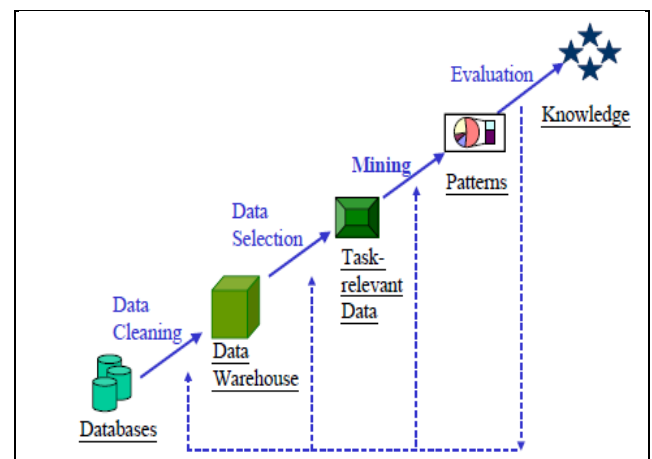 Evaluation
Knowledge
Mining
Patterns
Data
Selection
Task-
relevant
Data
Data
Cleaning
Data
Warehouse
Databases